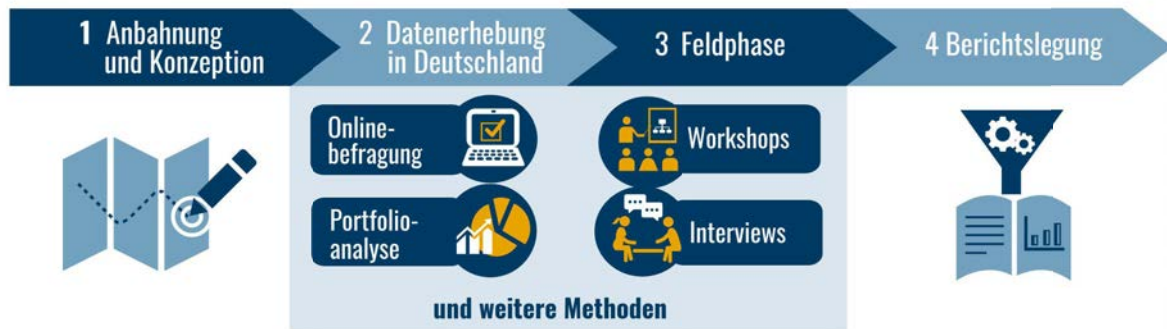 1 Anbahnung
und Konzeption
2 Datenerhebung
in Deutschland
3 Feldphase
4 Berichtslegung
Online-
befragung
Workshops
Portfolio-
analyse
Interviews
und weitere Methoden